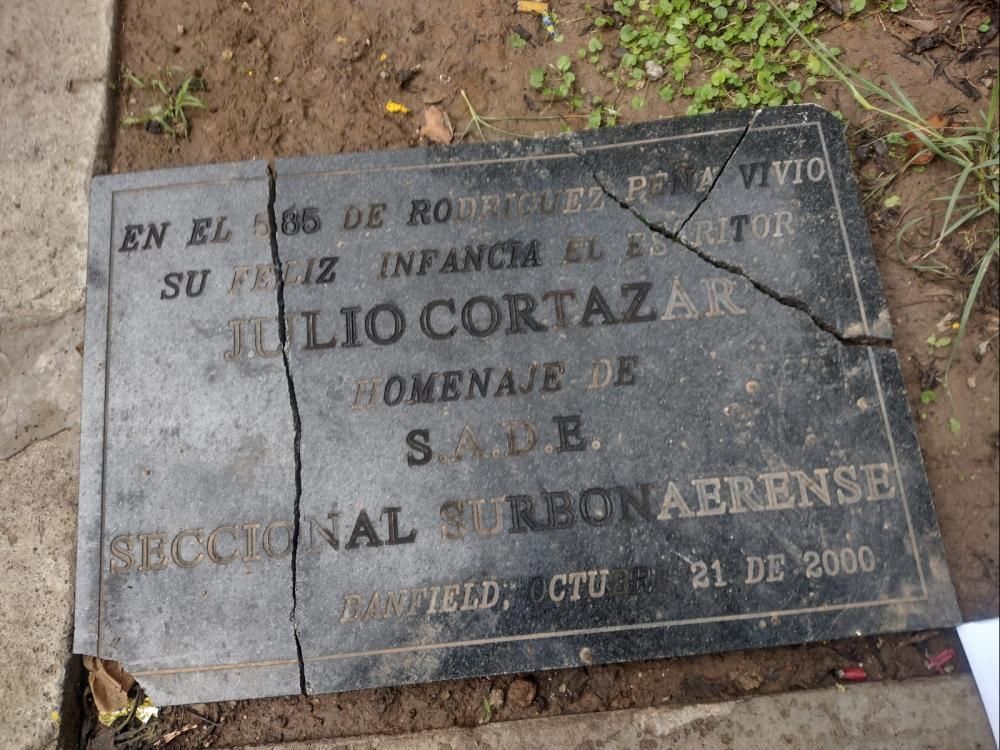 EN EL 585 DE RODRIGUEZ PEÑA VIVIO
SU FELIZ INFANCIA EL ESCRITOR
JULIO CORTAZAR
HOMENAJE DE
S.A.D.E.
SECCIONAL SURBONAERENSE
BANFIELD, OCTUBRE 21 DE 2000